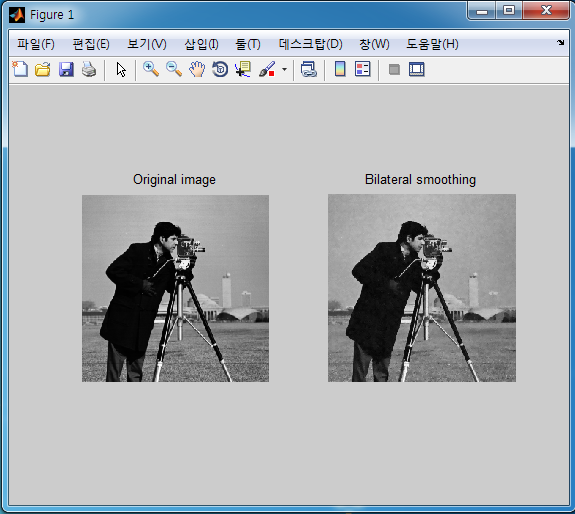 Figure 1
파일(F) 편집(E) 보기(V) 삽입(I) 툴(T) 데스크탑(D) 창(W) 도움말(H)
Original image
Bilateral smoothing